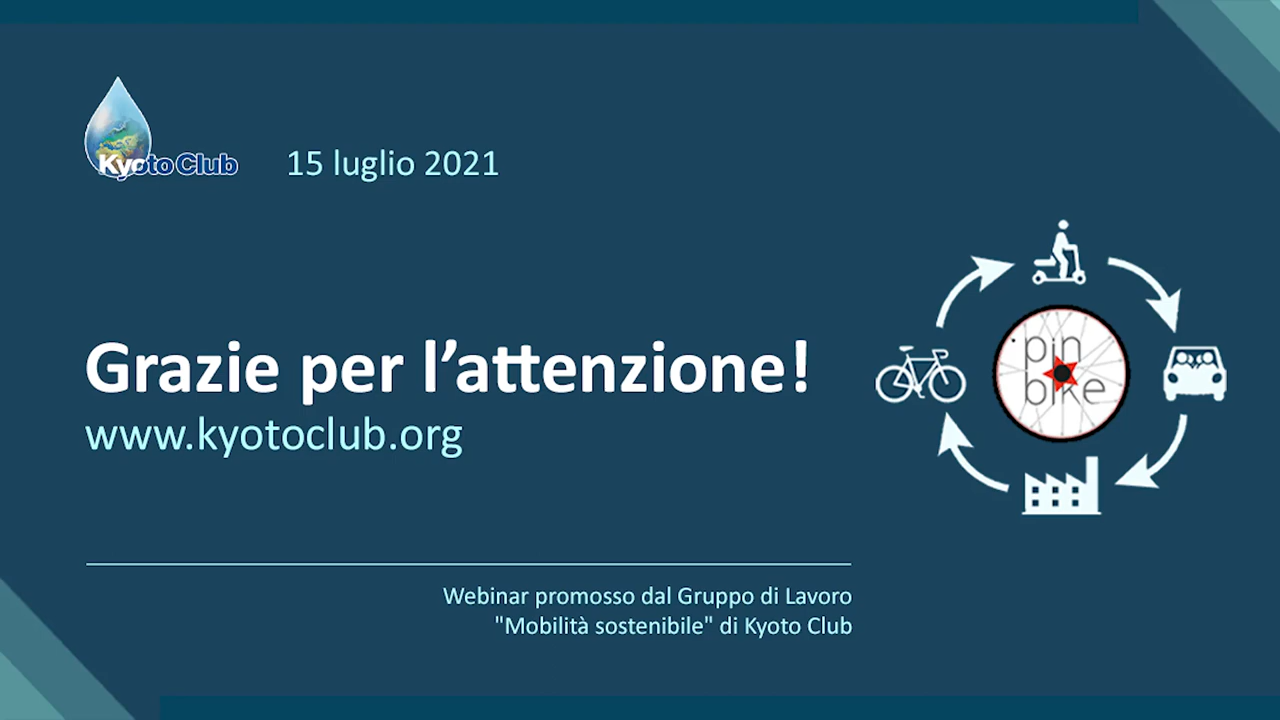 Kyoto Club
15 luglio 2021
Grazie per l’attenzione!
www.kyotoclub.org
pin
bike
Webinar promosso dal Gruppo di Lavoro
"Mobilità sostenibile" di Kyoto Club